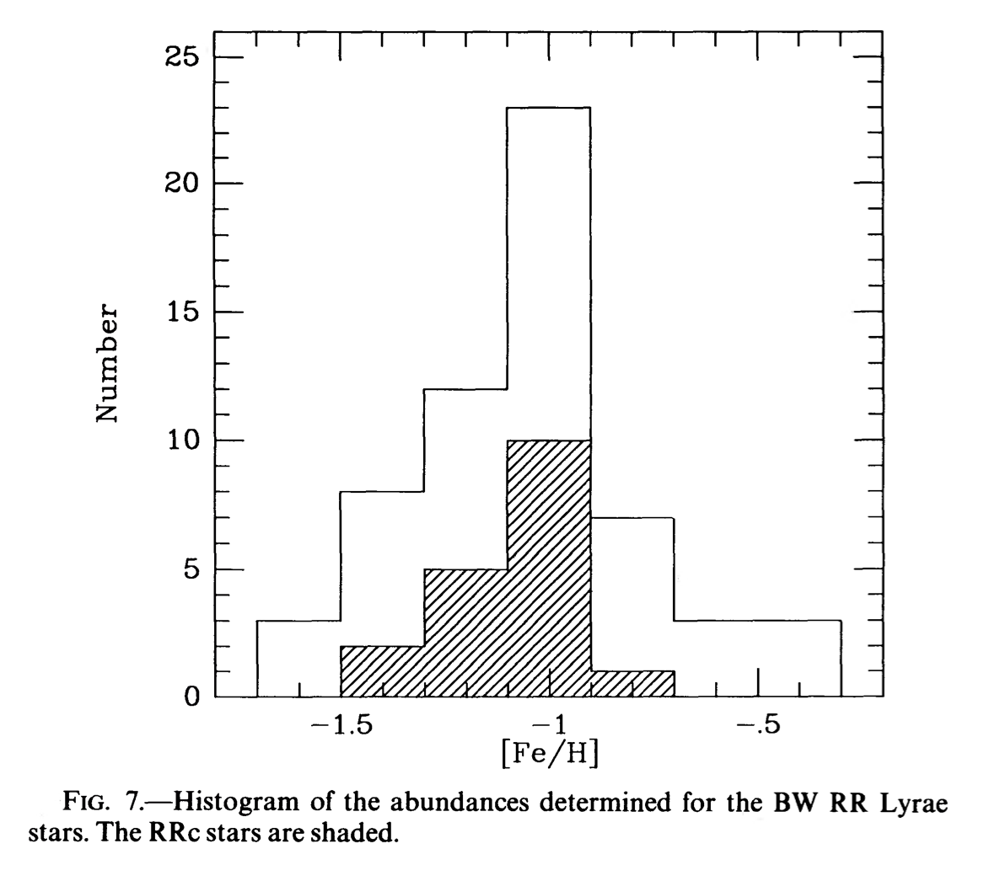 25
20
15
10
5
0
Number
−1.5
−1
−.5
[Fe/H]
FIG. 7.—Histogram of the abundances determined for the BW RR Lyrae
stars. The RRc stars are shaded.